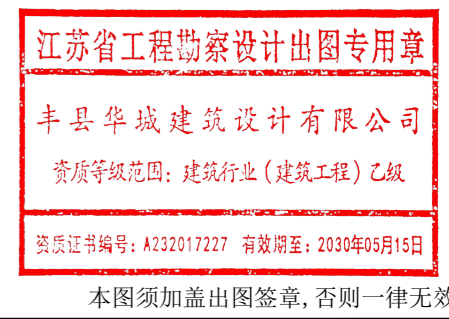 江苏省工程勘察设计出图专用章
丰县华城建筑设计有限公司
资质等级范围：建筑行业（建筑工程）乙级
资质证书编号：A232017227 有效期至：2030年05月15日
本图须加盖出图签章,否则一律无效